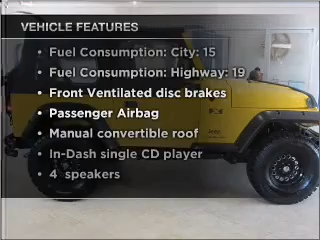 VEHICLE FEATURES
• Fuel Consumption: City: 15
• Fuel Consumption: Highway: 19
• Front Ventilated disc brakes
• Passenger Airbag
• Manual convertible roof
• In-Dash single CD player
• 4 speakers